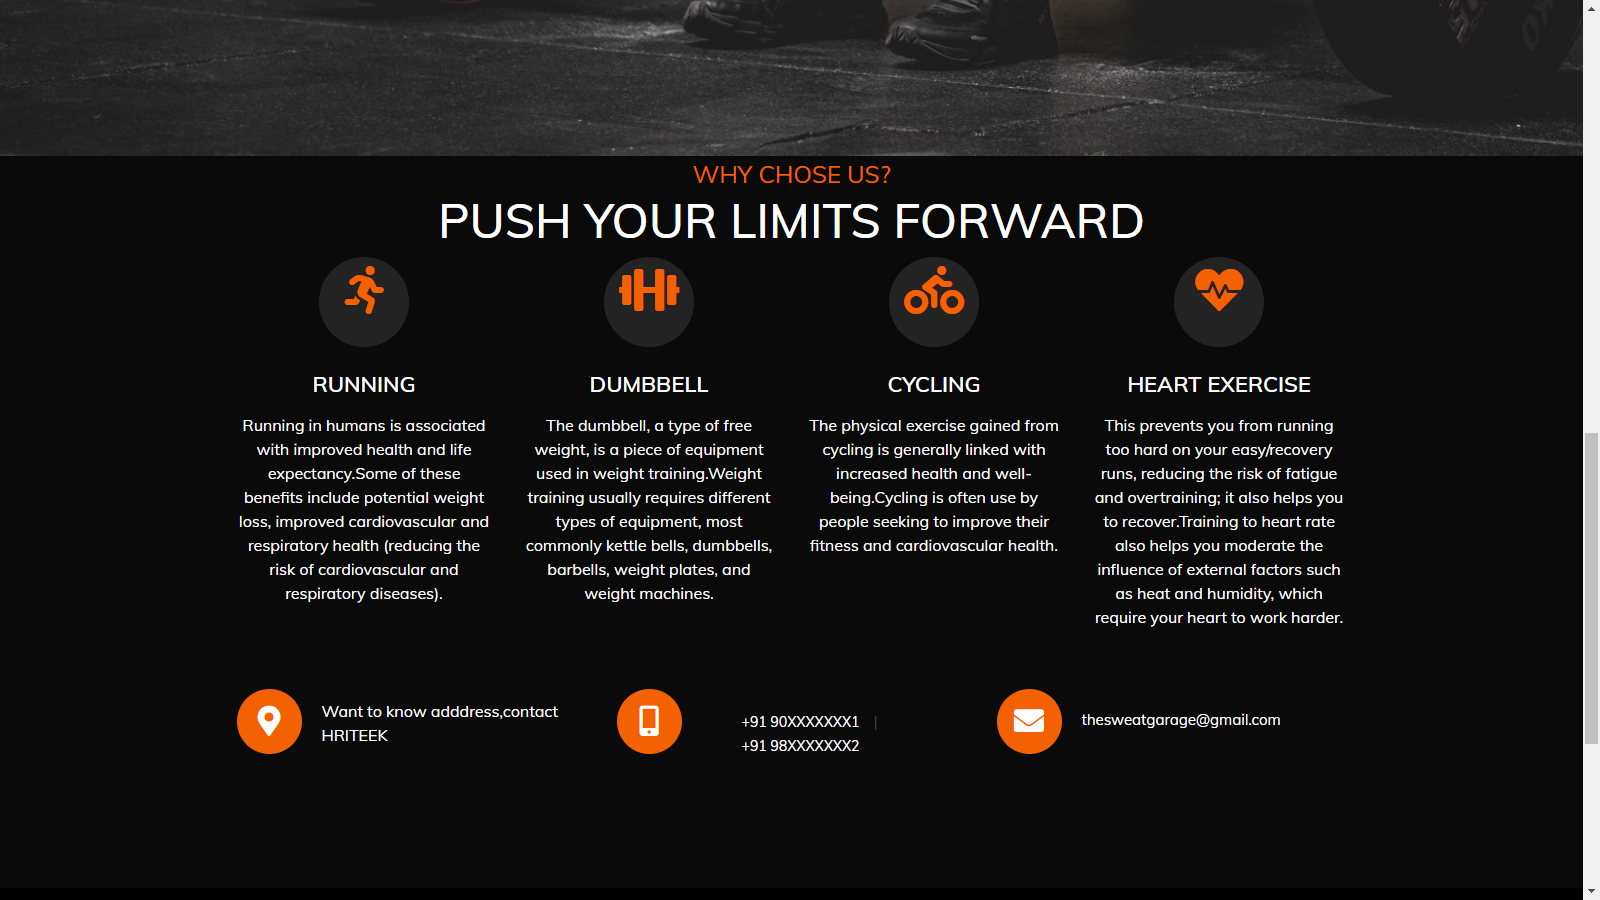 WHY CHOSE US?
PUSH YOUR LIMITS FORWARD
RUNNING
Running in humans is associated
with improved health and life
expectancy.Some of these
benefits include potential weight
loss, improved cardiovascular and
respiratory health (reducing the
risk of cardiovascular and
respiratory diseases).
DUMBBELL
The dumbbell, a type of free
weight, is a piece of equipment
used in weight training.Weight
training usually requires different
types of equipment, most
commonly kettle bells, dumbbells,
barbells, weight plates, and
weight machines.
CYCLING
The physical exercise gained from
cycling is generally linked with
increased health and well-
being.Cycling is often use by
people seeking to improve their
fitness and cardiovascular health.
HEART EXERCISE
This prevents you from running
too hard on your easy/recovery
runs, reducing the risk of fatigue
and overtraining; it also helps you
to recover.Training to heart rate
also helps you moderate the
influence of external factors such
as heat and humidity, which
require your heart to work harder.
Want to know adddress,contact
HRITEEK
+91 90XXXXXXX1 |
+91 98XXXXXXX2
thesweatgarage@gmail.com